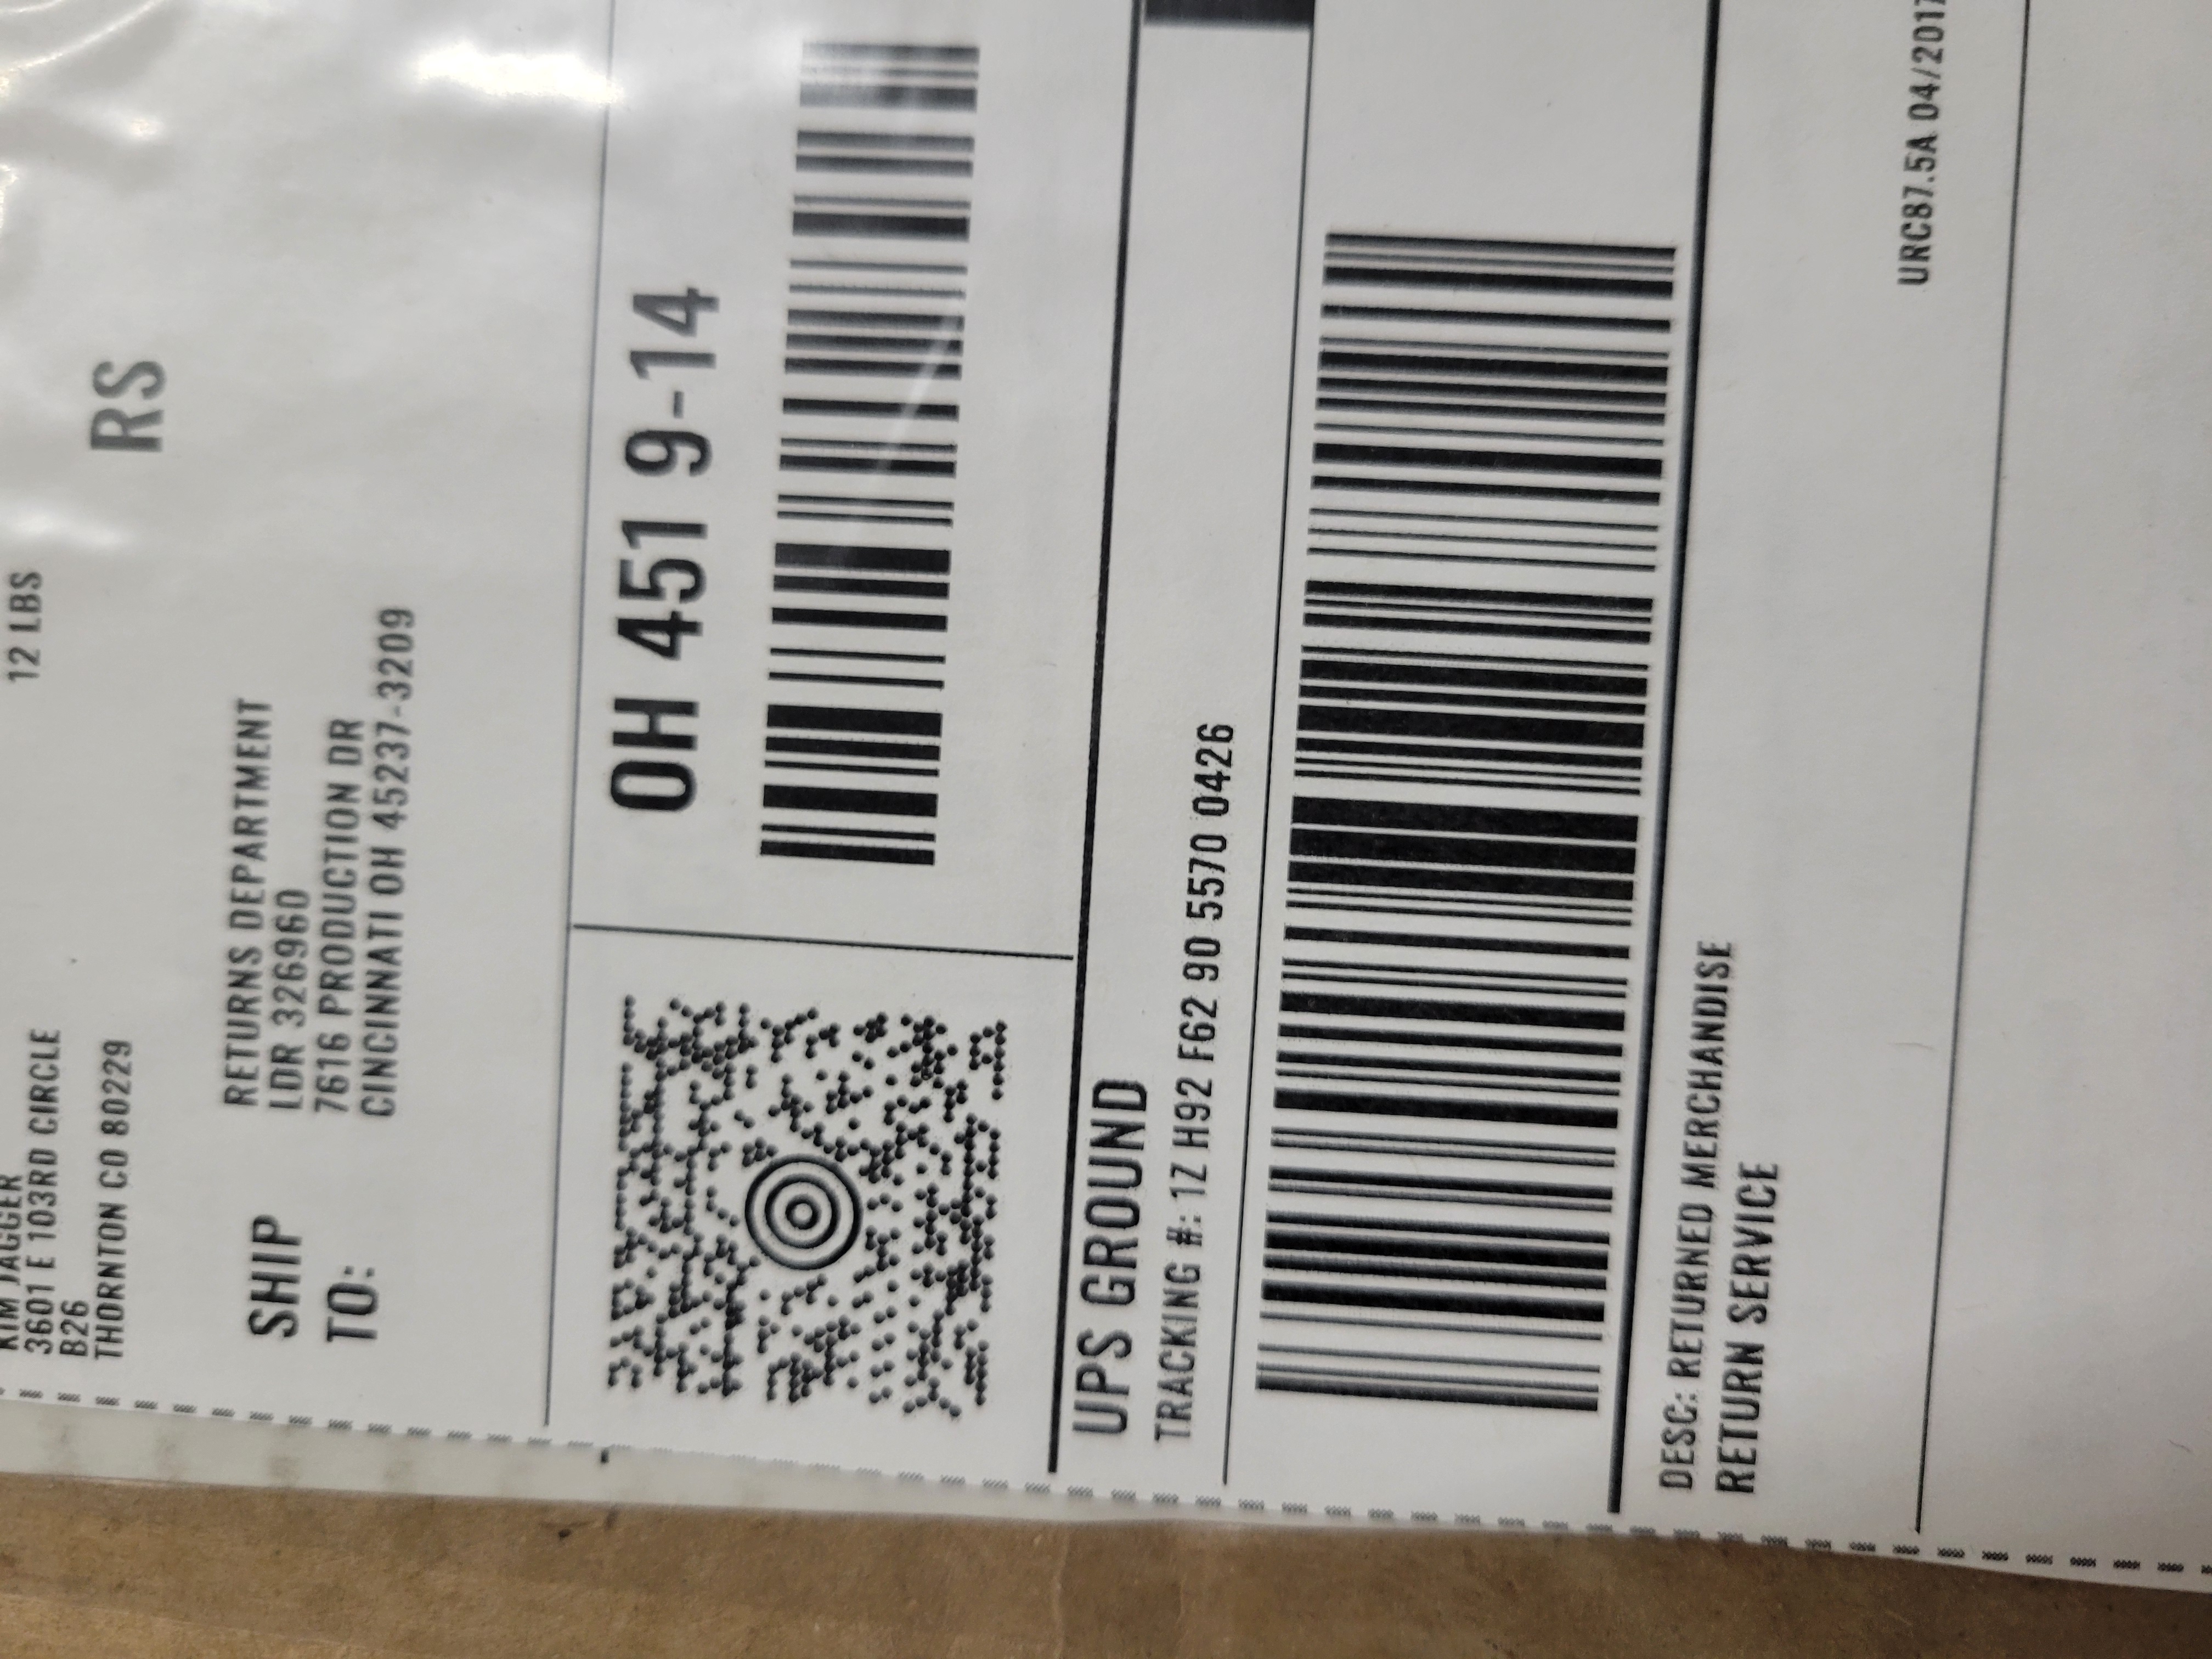 12 LBS
RS
KIM JAGGER
3601 E 103RD CIRCLE
B26
THORNTON CO 80229
SHIP
TO:
RETURNS DEPARTMENT
LDR 326960
7616 PRODUCTION DR
CINCINNATI OH 45237-3209
OH 451 9-14
UPS GROUND
TRACKING #: 1Z H92 F62 90 5570 0426
DESC: RETURNED MERCHANDISE
RETURN SERVICE
URC87.5A 04/2017